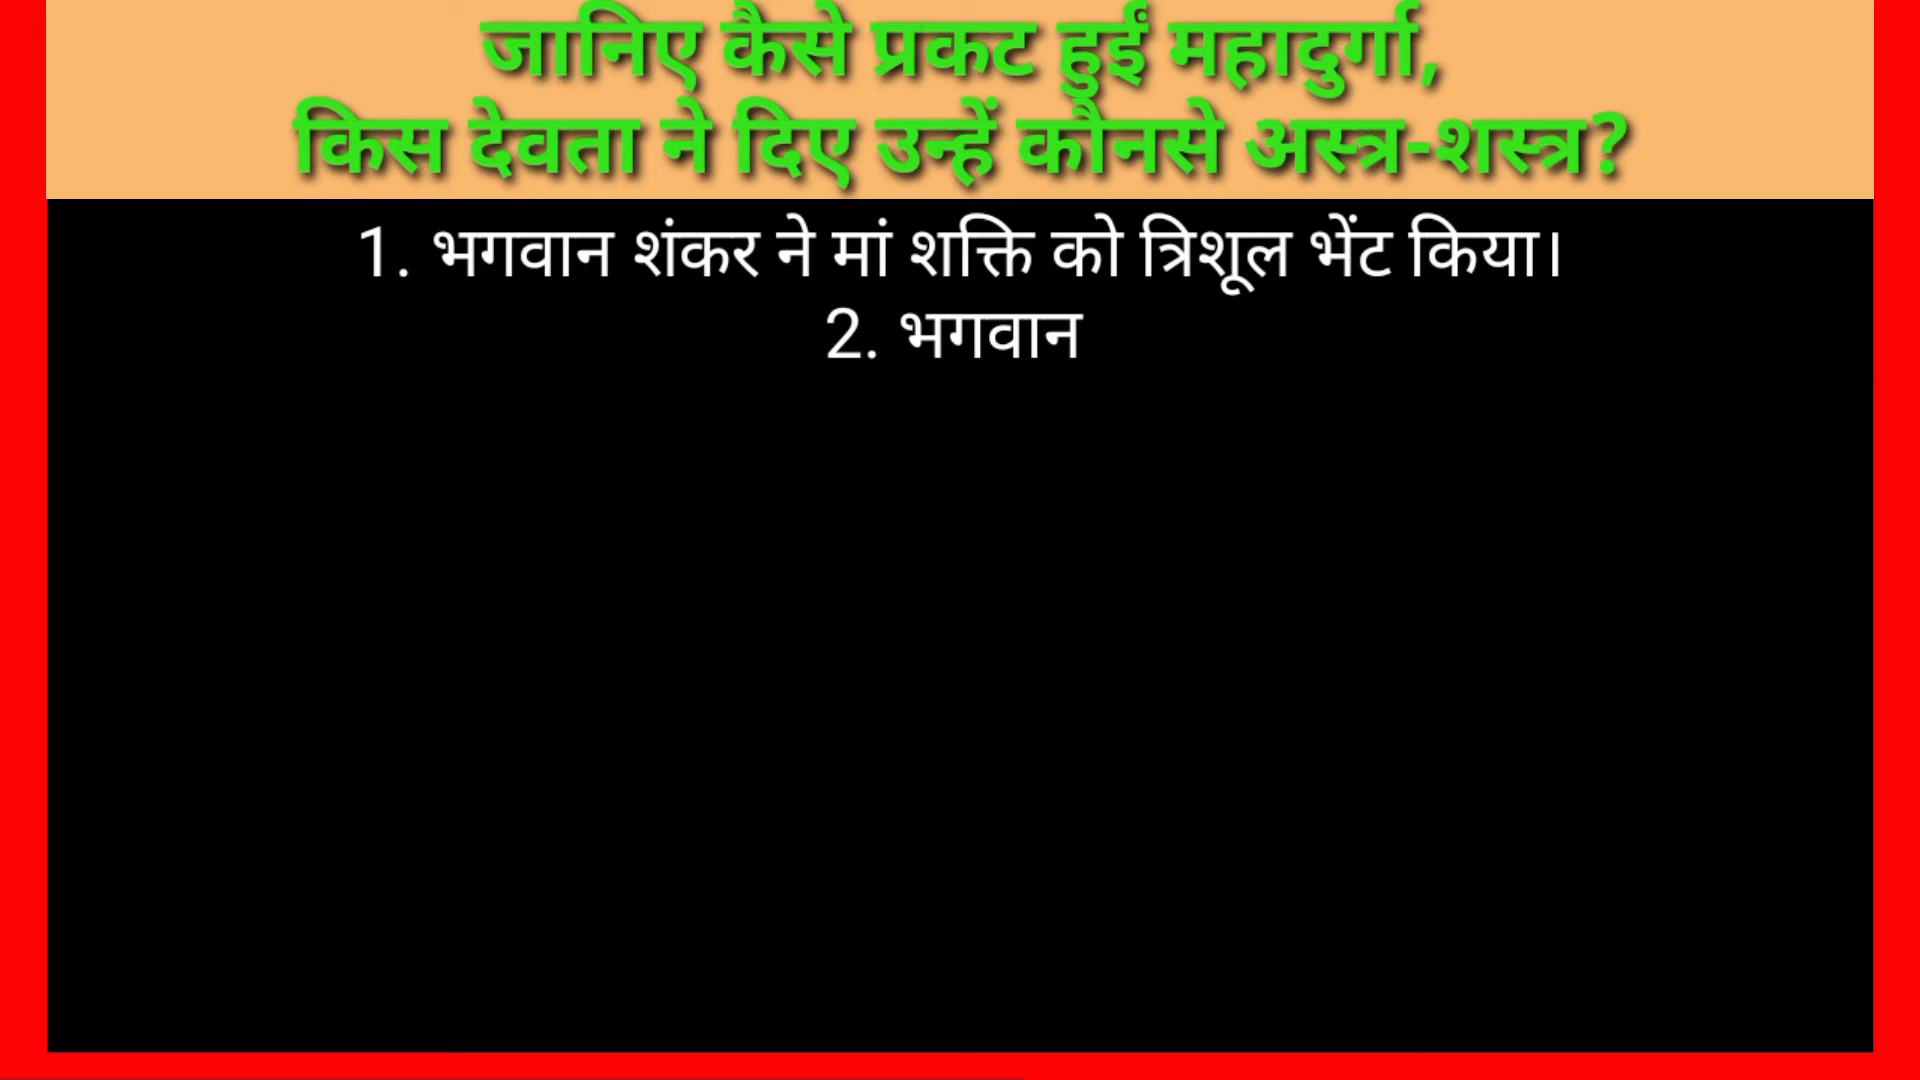 जानिए कैसे प्रकट हुईं महादुर्गा,
किस देवता ने दिए उन्हें कौनसे अस्त्र-शस्त्र?
1. भगवान शंकर ने मां शक्ति को त्रिशूल भेंट किया।
2. भगवान